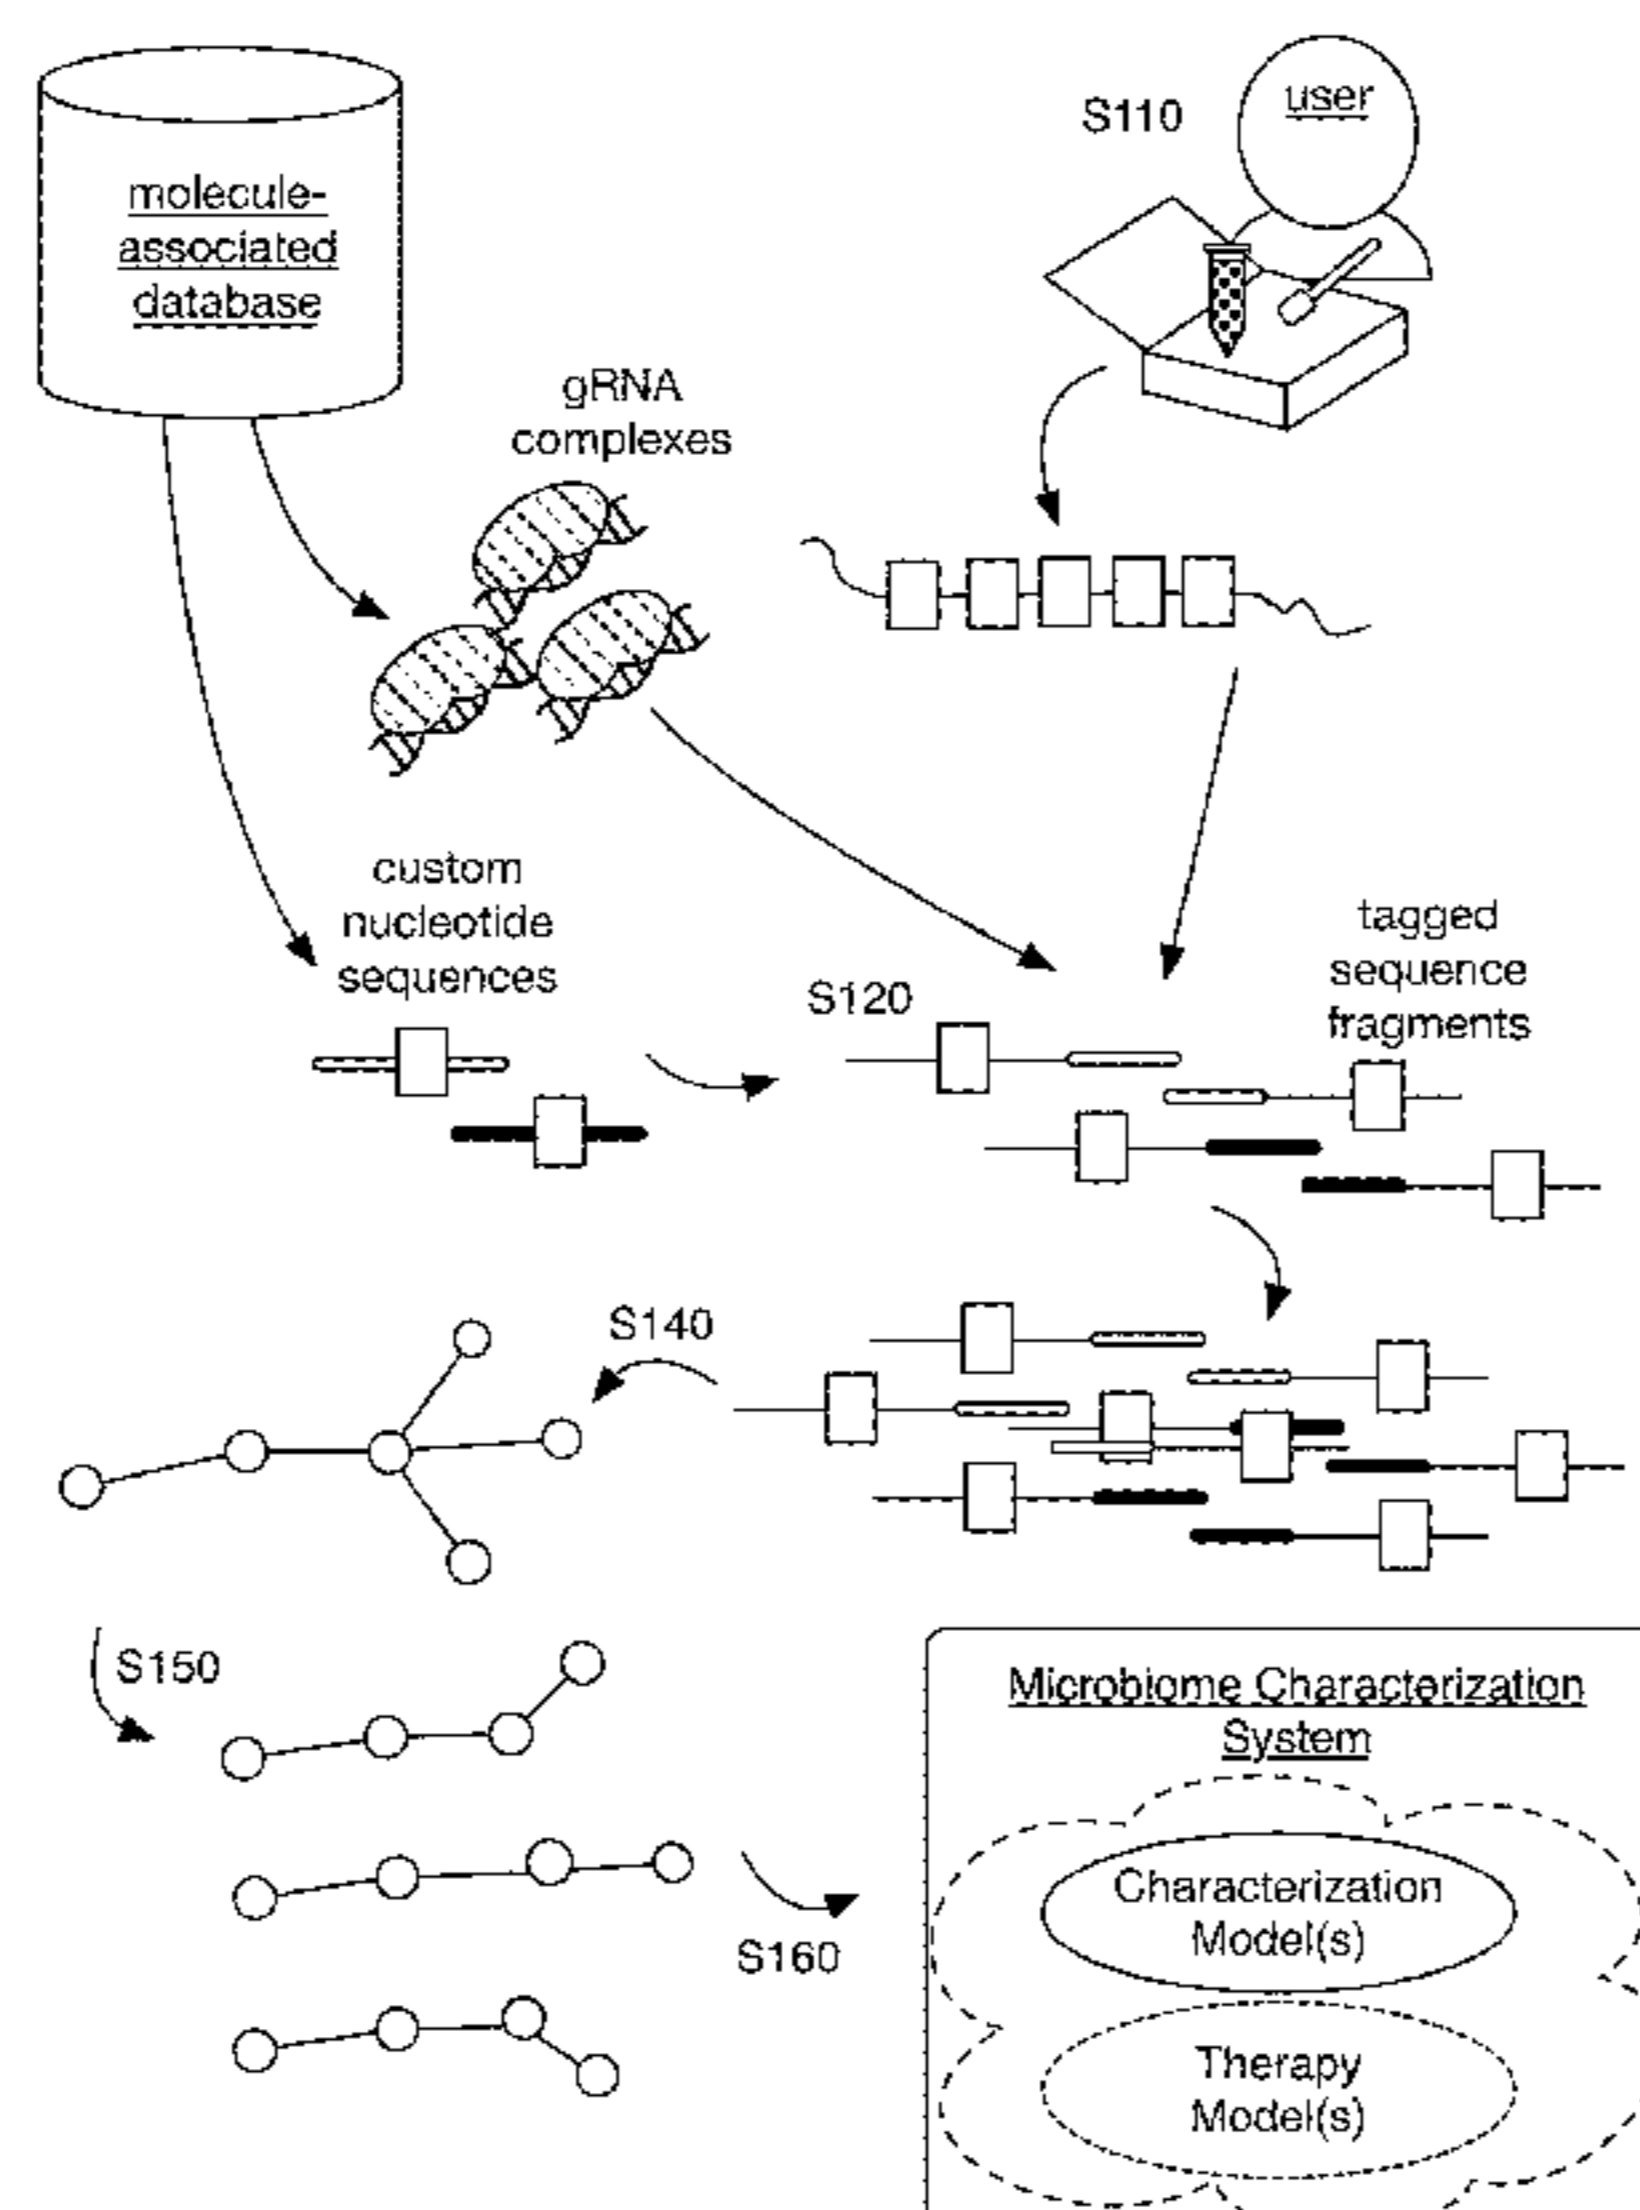 molecule-
associated
database
S110
user
gRNA
complexes
custom
nucleotide
sequences
S120
tagged
sequence
fragments
S140
S150
S160
Microbiome Characterization
System
Characterization
Model(s)
Therapy
Model(s)